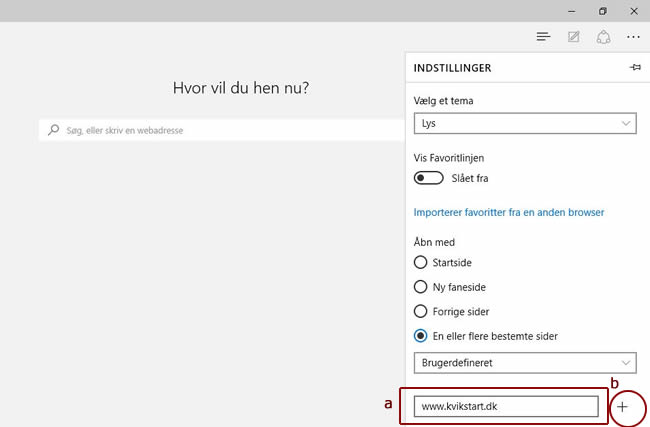 INDSTILLINGER
Hvor vil du hen nu?
Søg, eller skriv en webadresse
Vælg et tema
Lys
Vis Favoritlinjen
Slået fra
Importerer favoritter fra en anden browser
Åbn med
Startside
Ny faneside
Forrige sider
En eller flere bestemte sider
Brugerdefineret
b
a
www.kvikstart.dk